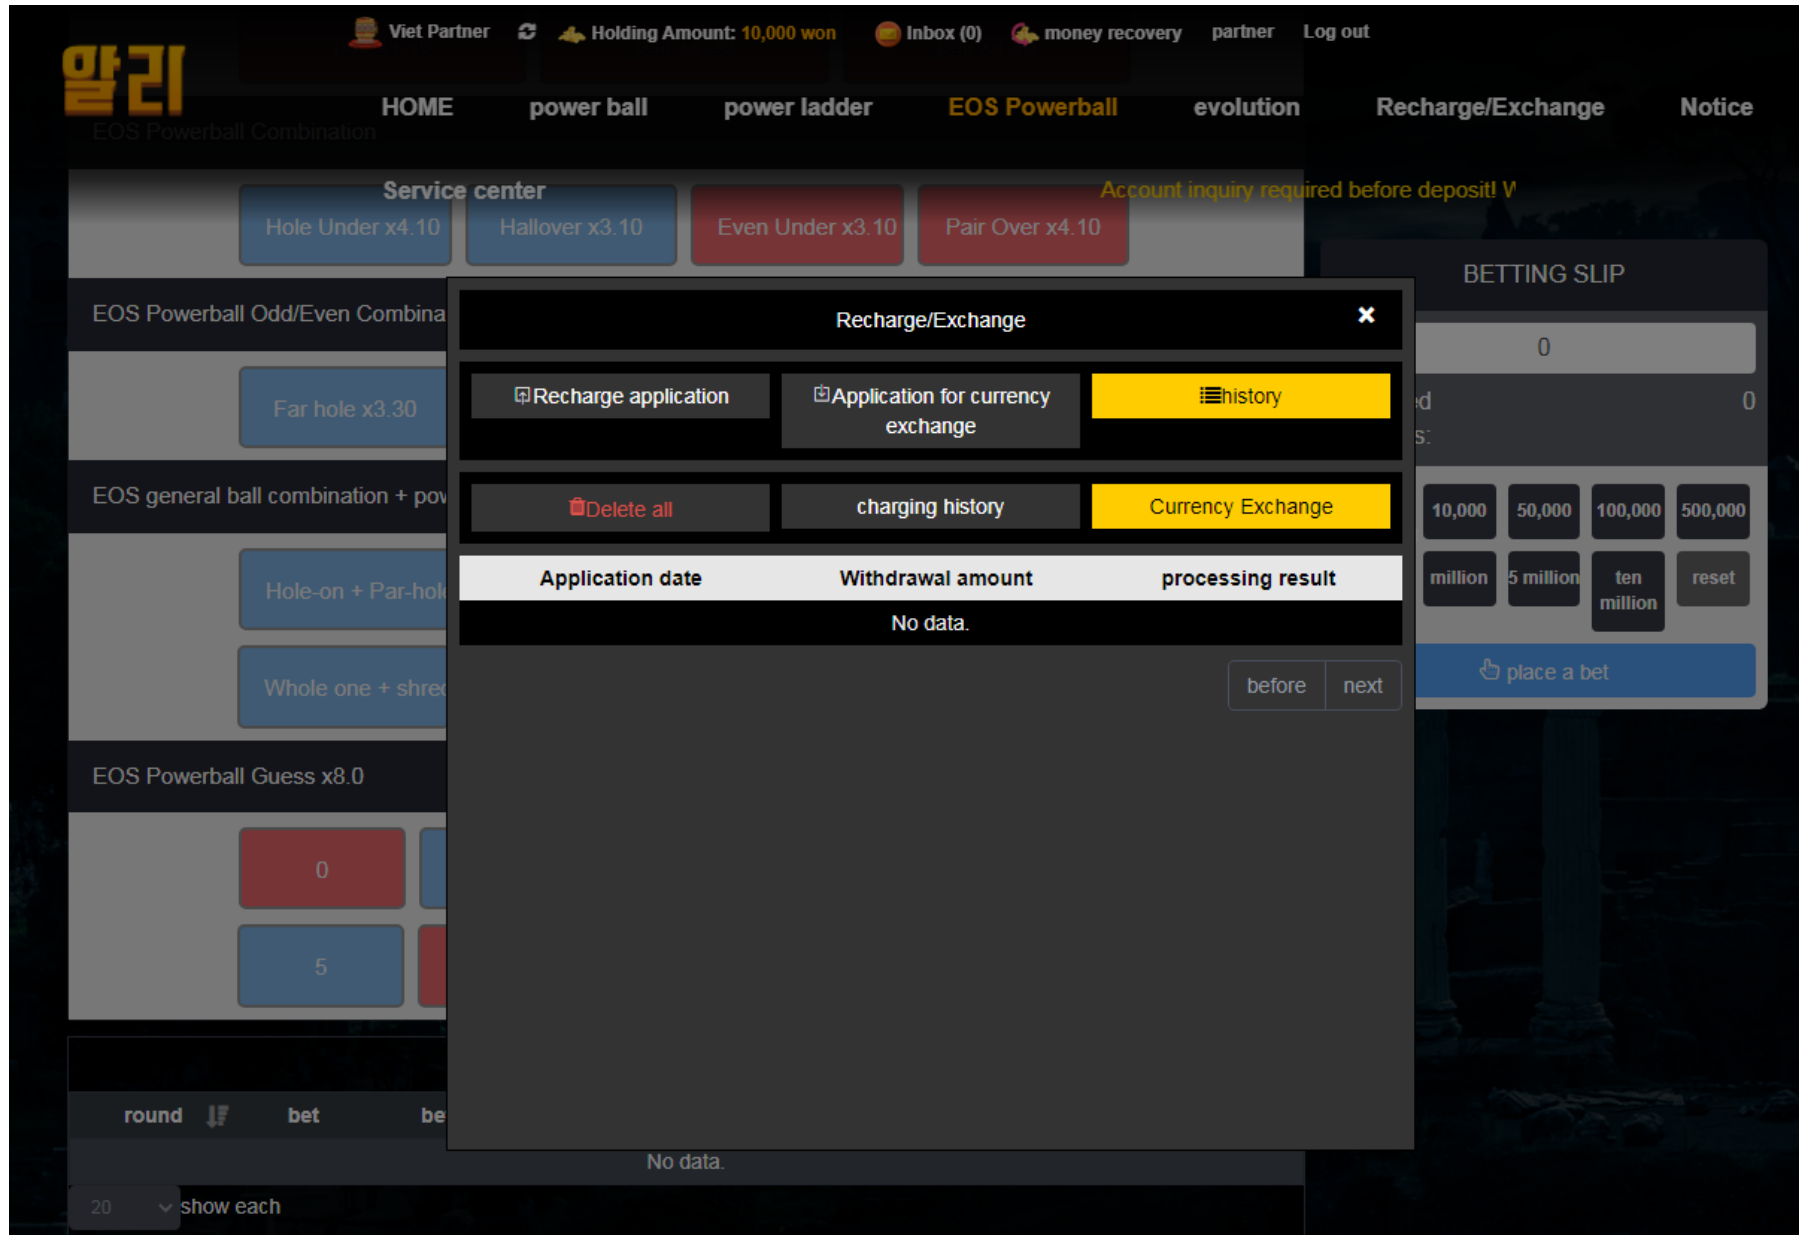 Viet Partner
Holding Amount: 10,000 won
Inbox (0)
money recovery
partner
Log out
알리
HOME
power ball
power ladder
EOS Powerball
evolution
Recharge/Exchange
Notice
EOS Powerball Combination
Service center
Account inquiry required before deposit!
Hole Under x4.10
Hallover x3.10
Even Under x3.10
Pair Over x4.10
BETTING SLIP
EOS Powerball Odd/Even Combina
Recharge/Exchange
0
Far hole x3.30
Recharge application
Application for currency
exchange
history
ed
0
s:
EOS general ball combination + pow
Delete all
charging history
Currency Exchange
10,000
50,000
100,000
500,000
Application date
Withdrawal amount
processing result
Hole-on + Par-hole
million
5 million
ten
million
reset
No data.
Whole one + shred
before
next
place a bet
EOS Powerball Guess x8.0
0
5
round
bet
be
No data.
20
show each